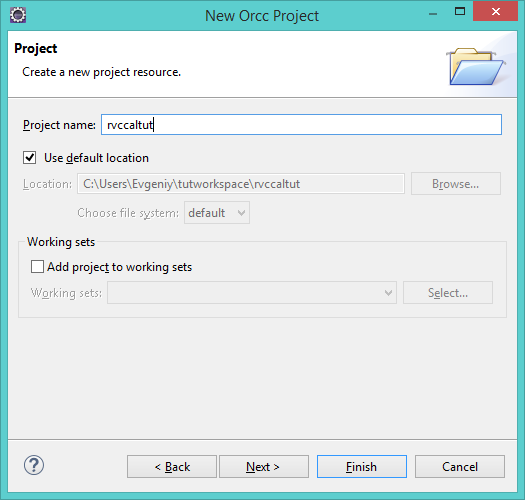 New Orcc Project
Project
Create a new project resource.
Project name: rvccaltut
Use default location
Location: C:\Users\Evgeniy\tutworkspace\rvccaltut Browse...
Choose file system: default
Working sets
Add project to working sets
Working sets: Select...
? < Back Next > Finish Cancel